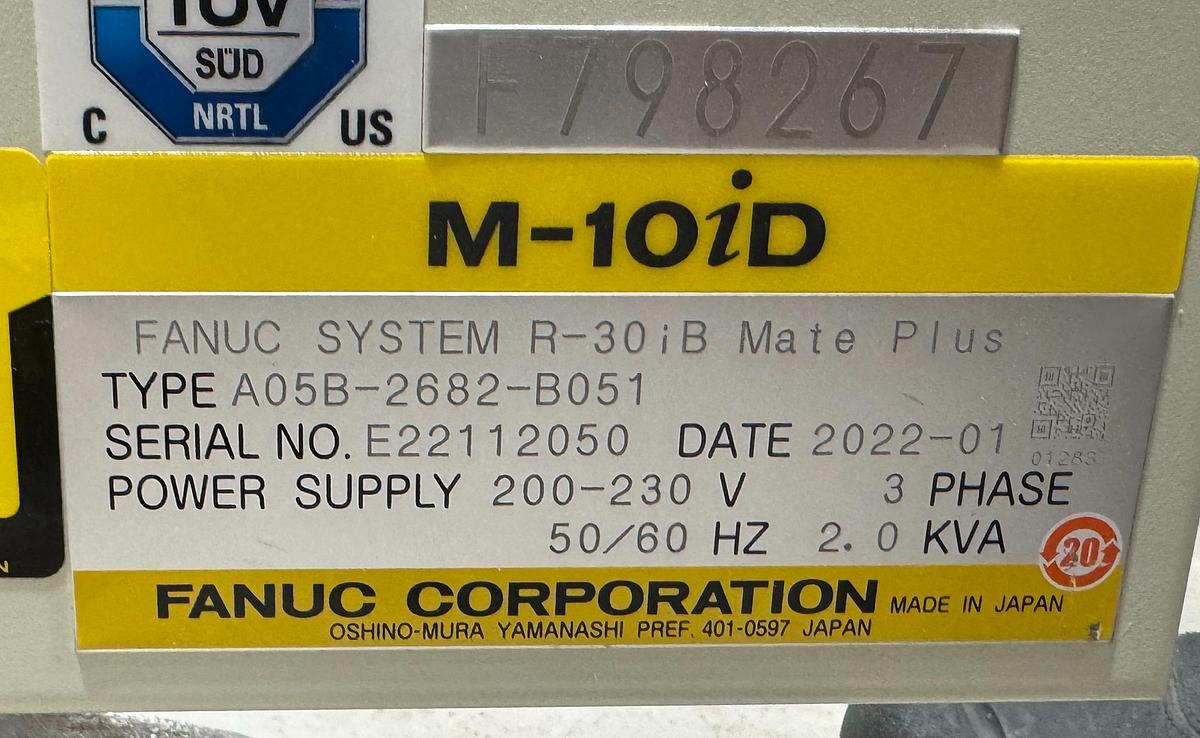 TÜV
SÜD
NRTL
C US
F798267
M-10iD
FANUC SYSTEM R-30iB Mate Plus
TYPE A05B-2682-B051
SERIAL NO. E22112050 DATE 2022-01
01283
POWER SUPPLY 200-230 V 3 PHASE
50/60 HZ 2.0 KVA
20
FANUC CORPORATION MADE IN JAPAN
OSHINO-MURA YAMANASHI PREF. 401-0597 JAPAN
N